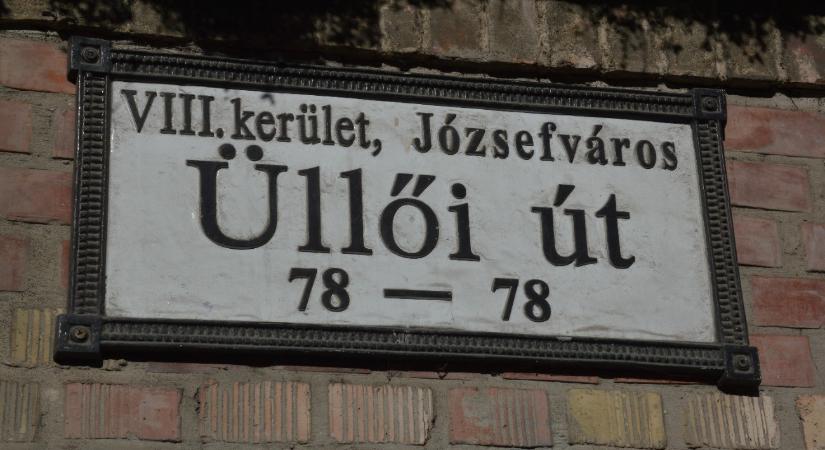 VIII. kerület, Józsefváros
Üllői út
78 — 78